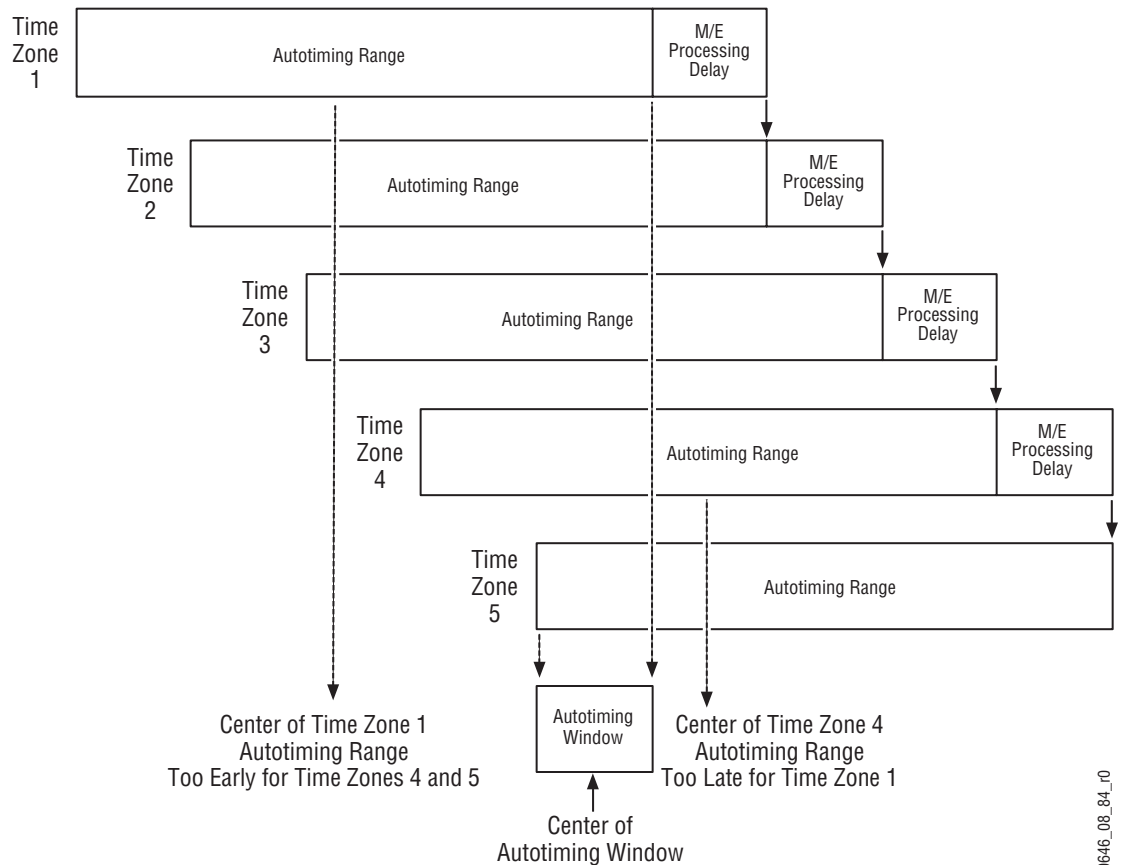 Time
Zone
1
Autotiming Range
M/E
Processing
Delay
Time
Zone
2
Autotiming Range
M/E
Processing
Delay
Time
Zone
3
Autotiming Range
M/E
Processing
Delay
Time
Zone
4
Autotiming Range
M/E
Processing
Delay
Time
Zone
5
Autotiming Range
Center of Time Zone 1
Autotiming Range
Too Early for Time Zones 4 and 5
Autotiming
Window
Center of Time Zone 4
Autotiming Range
Too Late for Time Zone 1
Center of
Autotiming Window
0646_08_84_r0